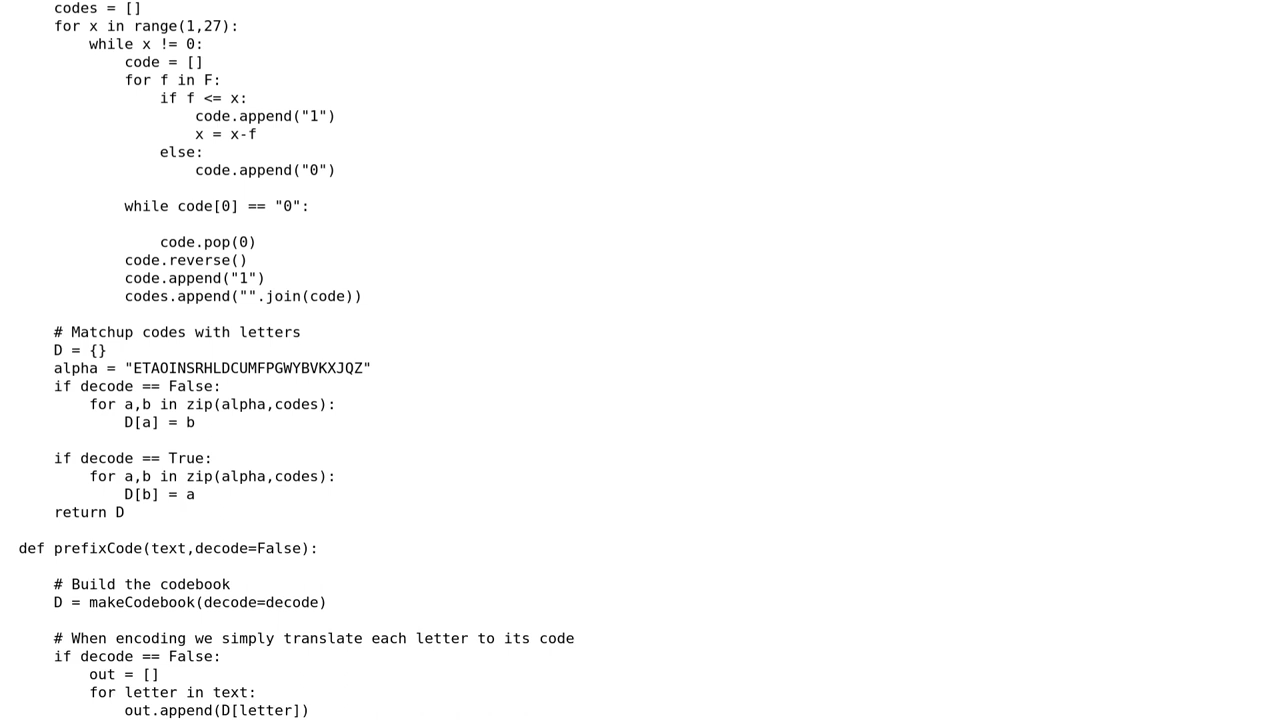 codes = []
    for x in range(1,27):
        while x != 0:
            code = []
            for f in F:
                if f <= x:
                    code.append("1")
                    x = x-f
                else:
                    code.append("0")

            while code[0] == "0":

                code.pop(0)
            code.reverse()
            code.append("1")
            codes.append("".join(code))

    # Matchup codes with letters
    D = {}
    alpha = "ETAOINSRHLDCUMFPGWYBVKXJQZ"
    if decode == False:
        for a,b in zip(alpha,codes):
            D[a] = b

    if decode == True:
        for a,b in zip(alpha,codes):
            D[b] = a
    return D

def prefixCode(text,decode=False):

    # Build the codebook
    D = makeCodebook(decode=decode)

    # When encoding we simply translate each letter to its code
    if decode == False:
        out = []
        for letter in text:
            out.append(D[letter])